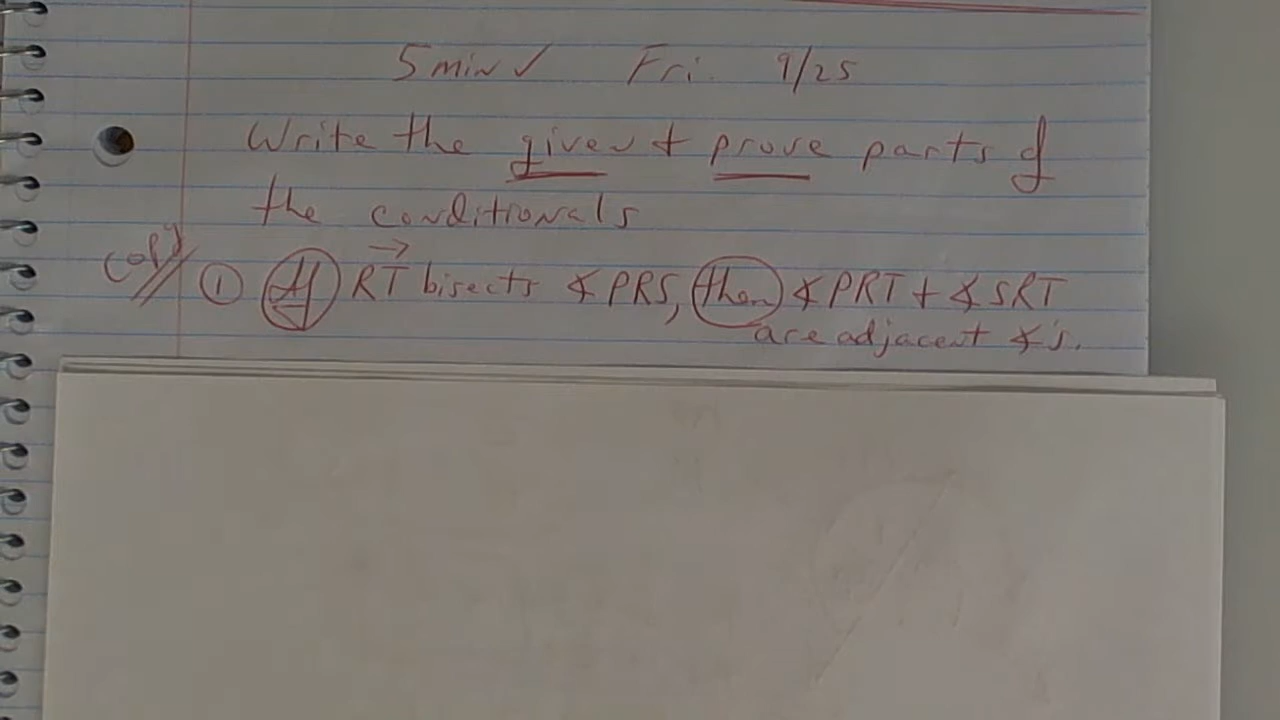 5 min ✓ Fri. 9/25
Write the given + prove parts of
the conditionals
Copy // ① If RT→ bisects ∡PRS, then ∡PRT + ∡SRT
are adjacent ∡'s.